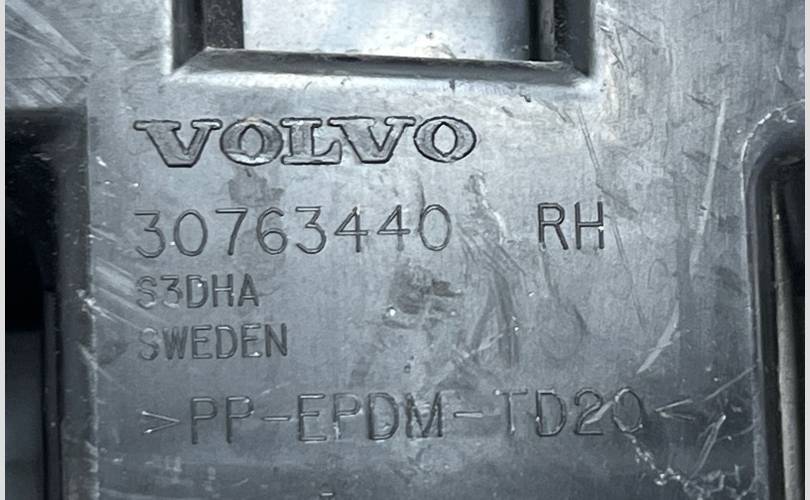 VOLVO
30763440 RH
S3DHA
SWEDEN
>PP-EPDM-TD20<